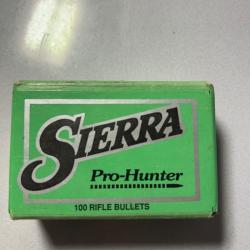 SIERRA
Pro-Hunter
100 RIFLE BULLETS